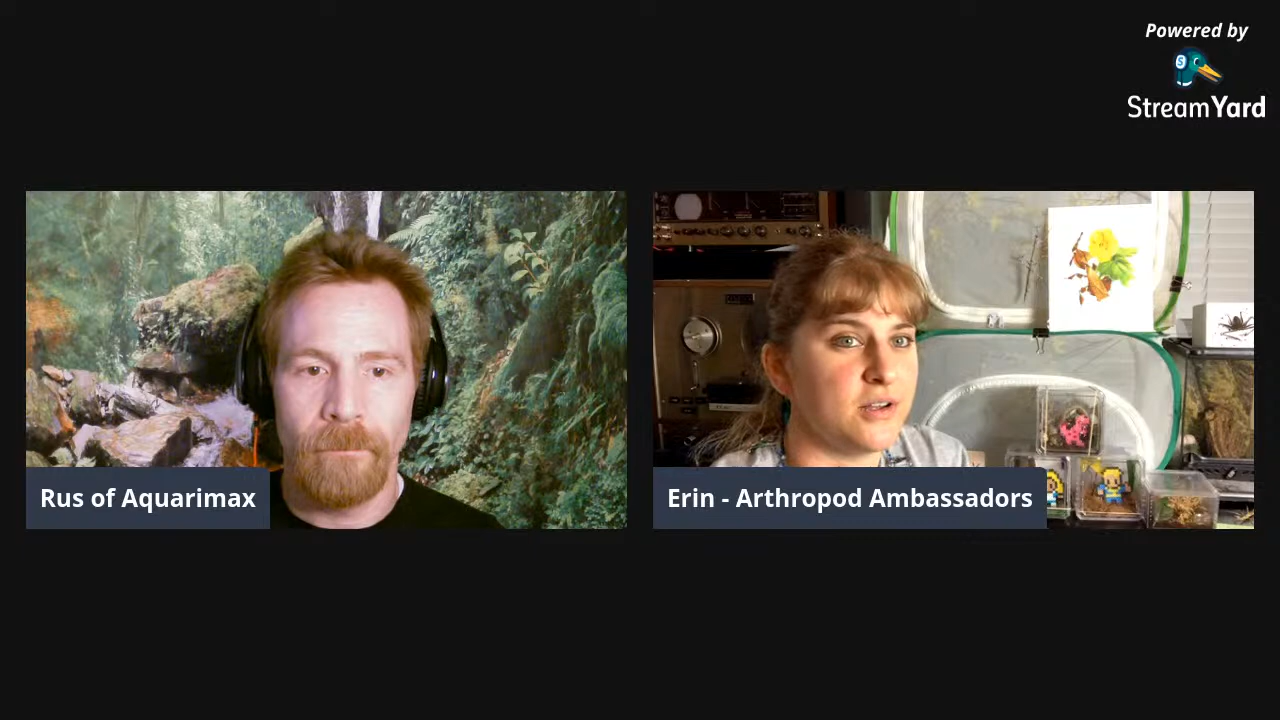 Powered by
StreamYard
Rus of Aquarimax
Erin - Arthropod Ambassadors